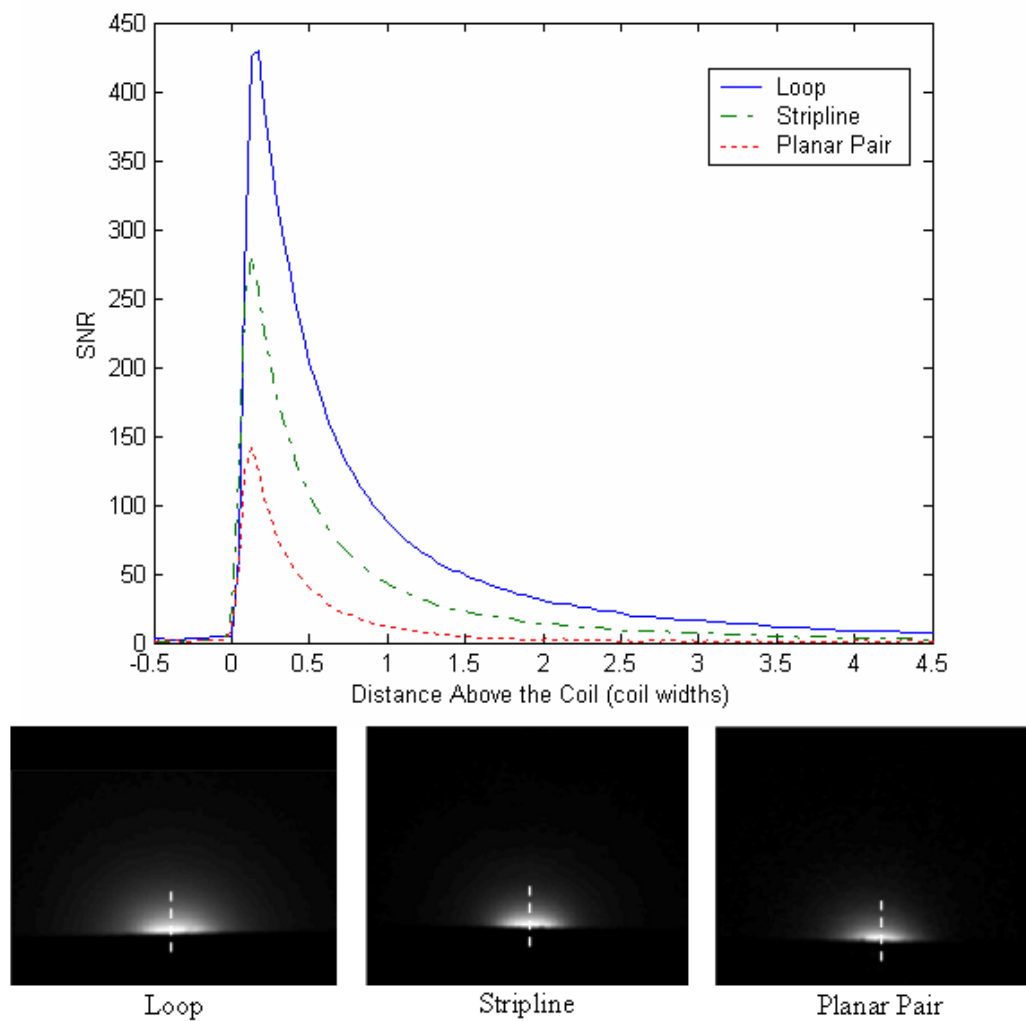 450
400
350
300
250
200
150
100
50
0
SNR
Loop
Stripline
Planar Pair
-0.5 0 0.5 1 1.5 2 2.5 3 3.5 4 4.5
Distance Above the Coil (coil widths)
Loop Stripline Planar Pair